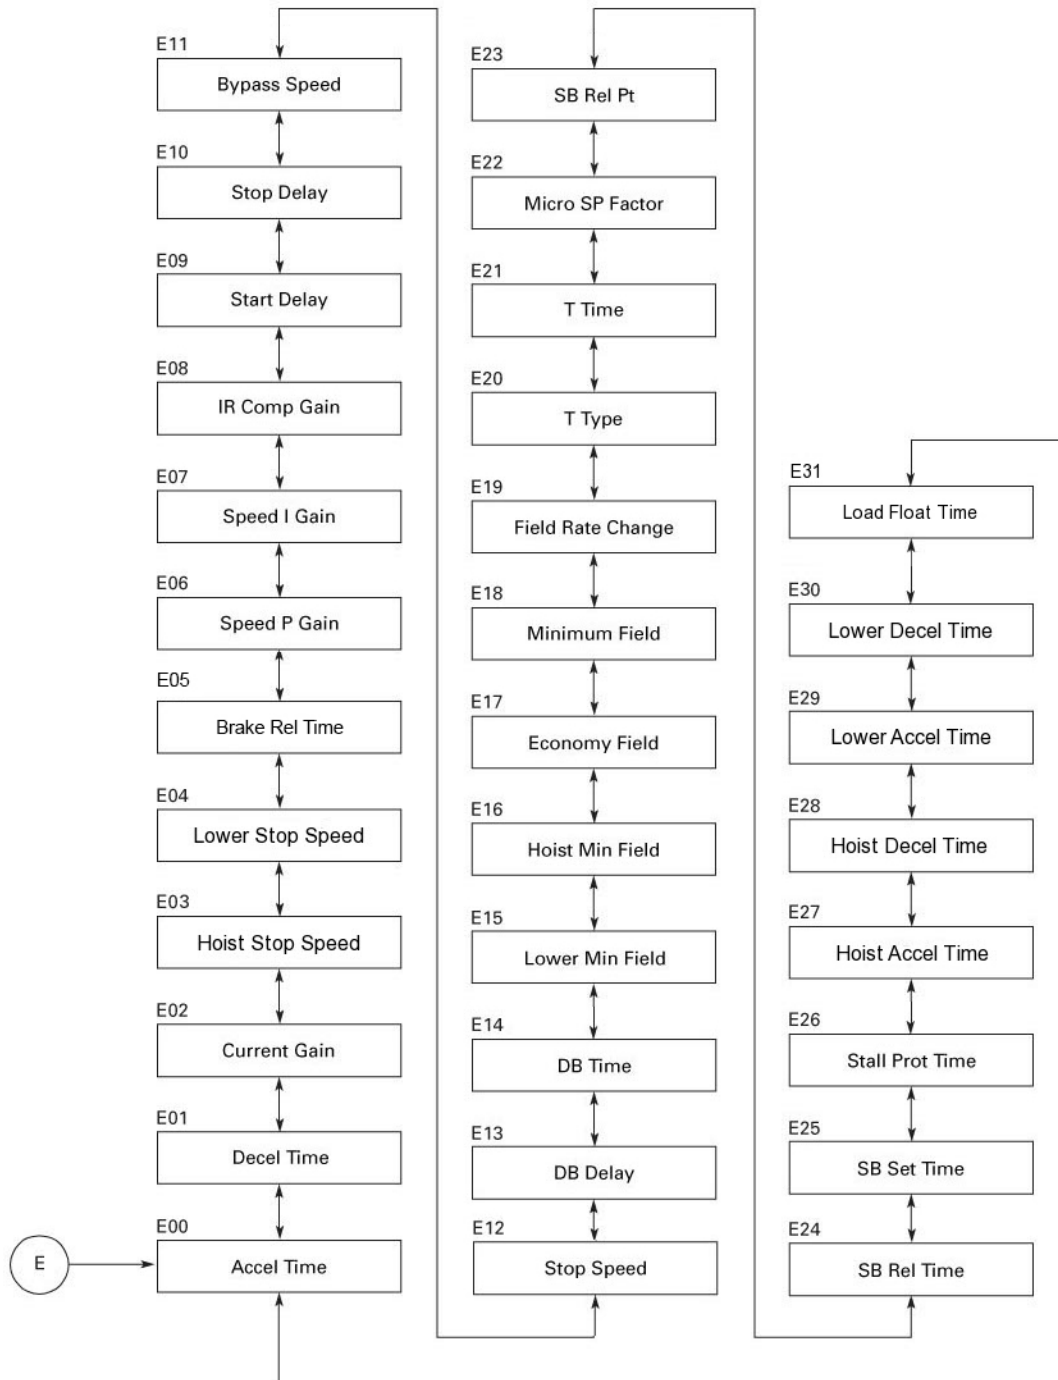 E11
Bypass Speed
E10
Stop Delay
E09
Start Delay
E08
IR Comp Gain
E07
Speed I Gain
E06
Speed P Gain
E05
Brake Rel Time
E04
Lower Stop Speed
E03
Hoist Stop Speed
E02
Current Gain
E01
Decel Time
E00
E
Accel Time
E23
SB Rel Pt
E22
Micro SP Factor
E21
T Time
E20
T Type
E19
Field Rate Change
E18
Minimum Field
E17
Economy Field
E16
Hoist Min Field
E15
Lower Min Field
E14
DB Time
E13
DB Delay
E12
Stop Speed
E31
Load Float Time
E30
Lower Decel Time
E29
Lower Accel Time
E28
Hoist Decel Time
E27
Hoist Accel Time
E26
Stall Prot Time
E25
SB Set Time
E24
SB Rel Time